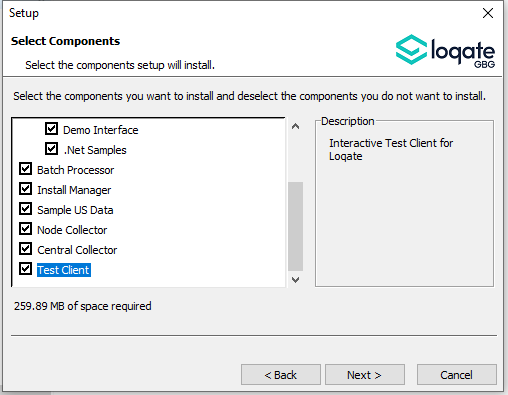 Setup
Select Components
Select the components setup will install.
loqate
GBG
Select the components you want to install and deselect the components you do not want to install.
Demo Interface
.Net Samples
Batch Processor
Install Manager
Sample US Data
Node Collector
Central Collector
Test Client
Description
Interactive Test Client for
Loqate
259.89 MB of space required
< Back
Next >
Cancel